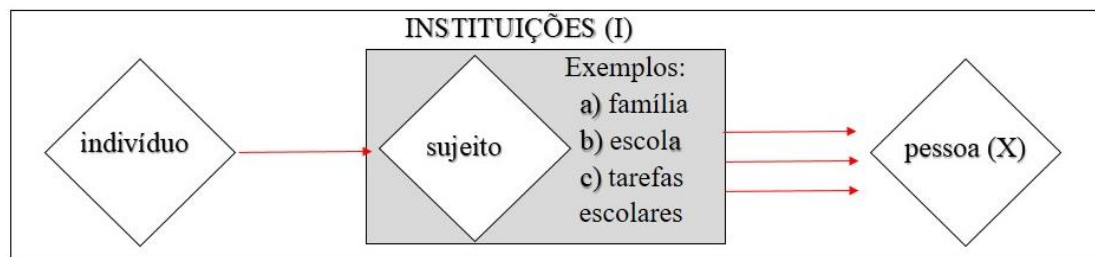 INSTITUIÇÕES (I)
indivíduo
sujeito
Exemplos:
a) família
b) escola
c) tarefas
escolares
pessoa (X)